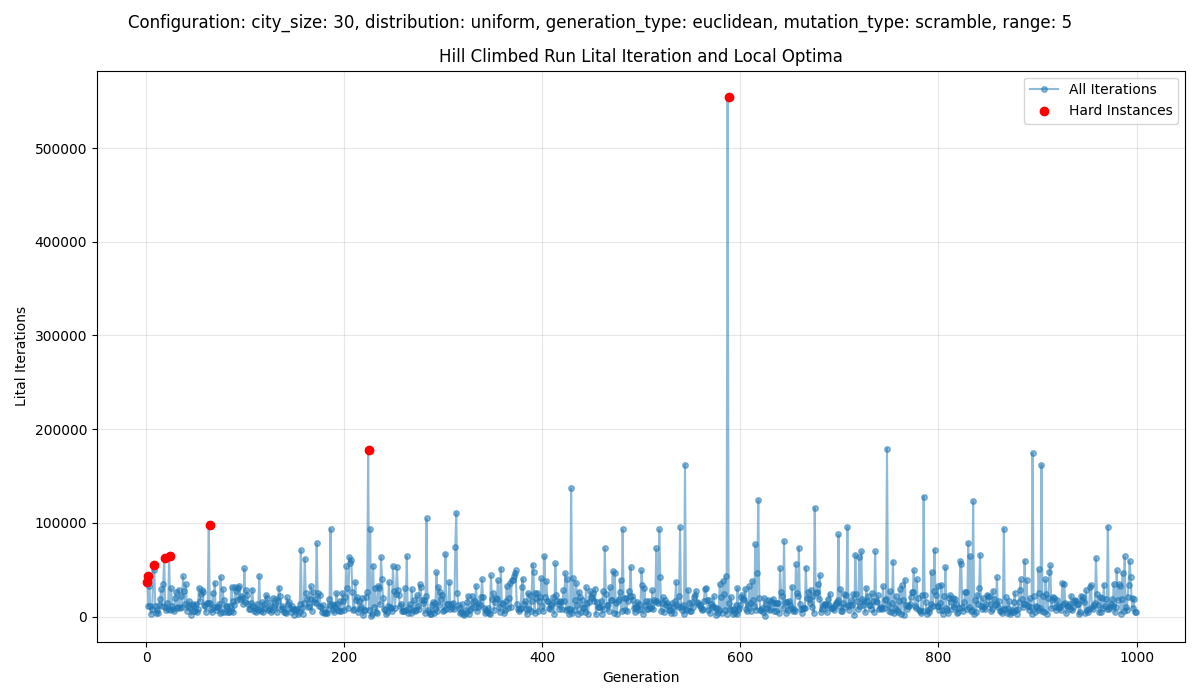 Configuration: city_size: 30, distribution: uniform, generation_type: euclidean, mutation_type: scramble, range: 5
Hill Climbed Run Lital Iteration and Local Optima
All Iterations
Hard Instances
500000
400000
300000
200000
100000
0
Lital Iterations
0 200 400 600 800 1000
Generation